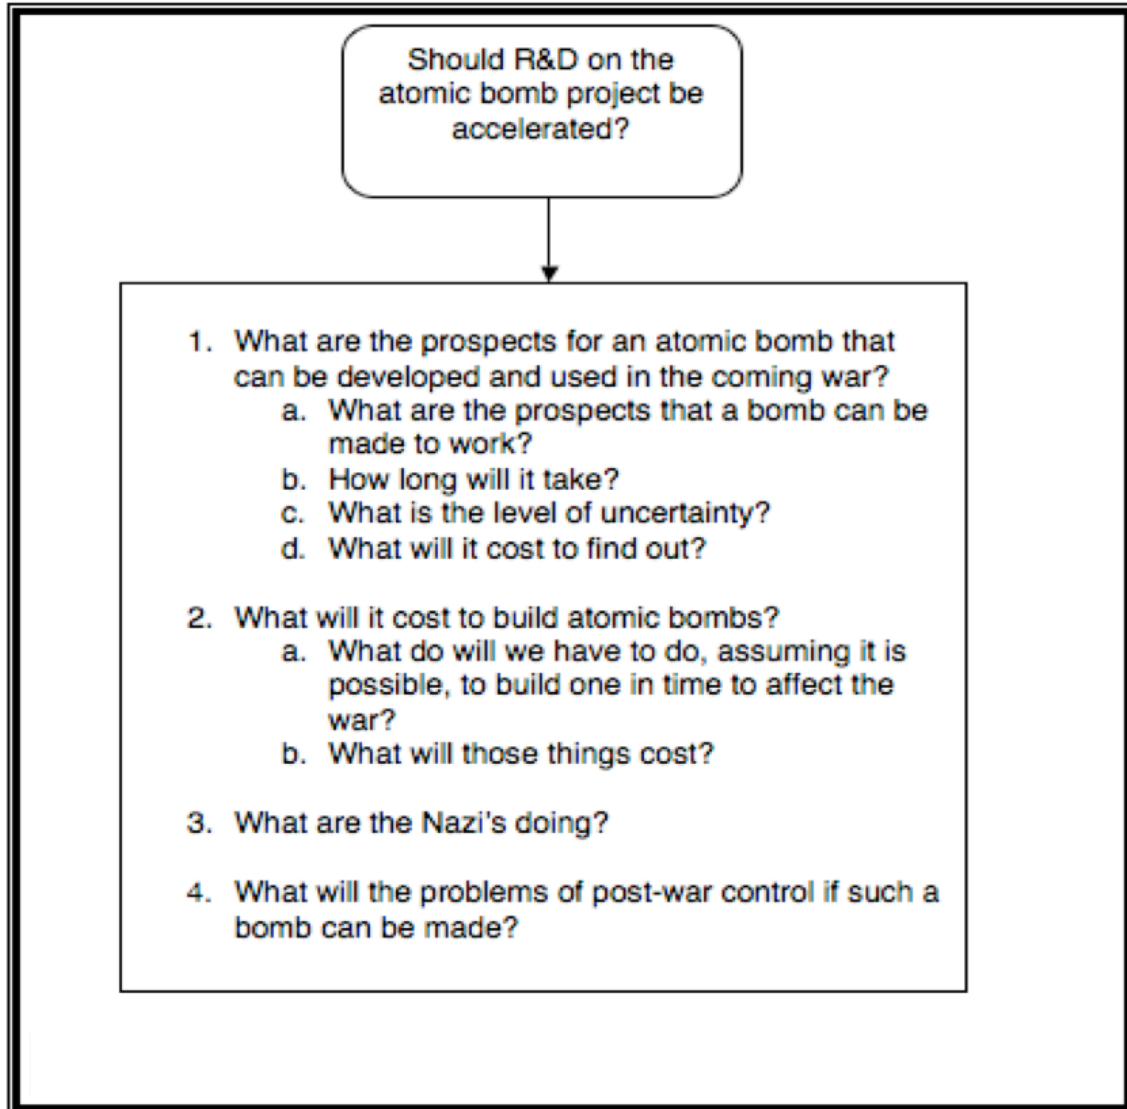 Should R&D on the
atomic bomb project be
accelerated?
1. What are the prospects for an atomic bomb that
can be developed and used in the coming war?
a. What are the prospects that a bomb can be
made to work?
b. How long will it take?
c. What is the level of uncertainty?
d. What will it cost to find out?
2. What will it cost to build atomic bombs?
a. What do will we have to do, assuming it is
possible, to build one in time to affect the
war?
b. What will those things cost?
3. What are the Nazi's doing?
4. What will the problems of post-war control if such a
bomb can be made?